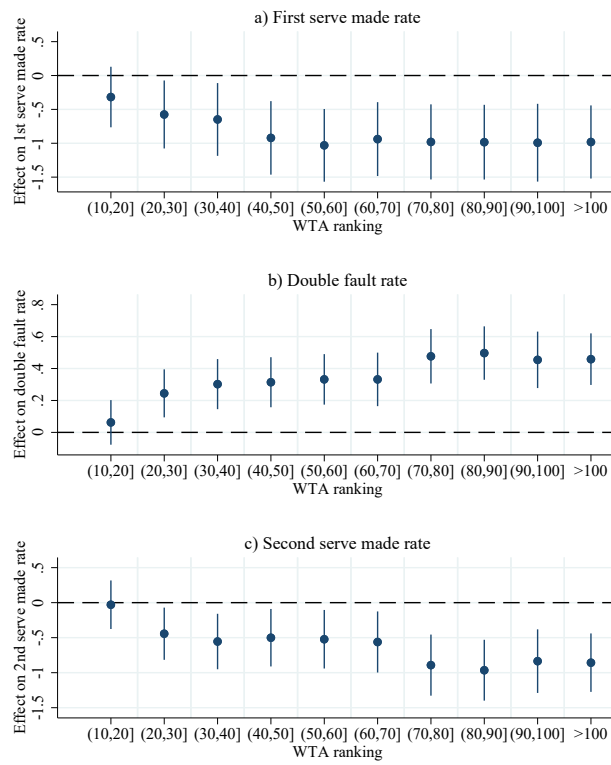 a) First serve made rate
Effect on 1st serve made rate
.5
0
-.5
-1
-1.5
(10,20] (20,30] (30,40] (40,50] (50,60] (60,70] (70,80] (80,90] (90,100] >100
WTA ranking
b) Double fault rate
Effect on double fault rate
.8
.6
.4
.2
0
(10,20] (20,30] (30,40] (40,50] (50,60] (60,70] (70,80] (80,90] (90,100] >100
WTA ranking
c) Second serve made rate
Effect on 2nd serve made rate
.5
0
-.5
-1
-1.5
(10,20] (20,30] (30,40] (40,50] (50,60] (60,70] (70,80] (80,90] (90,100] >100
WTA ranking